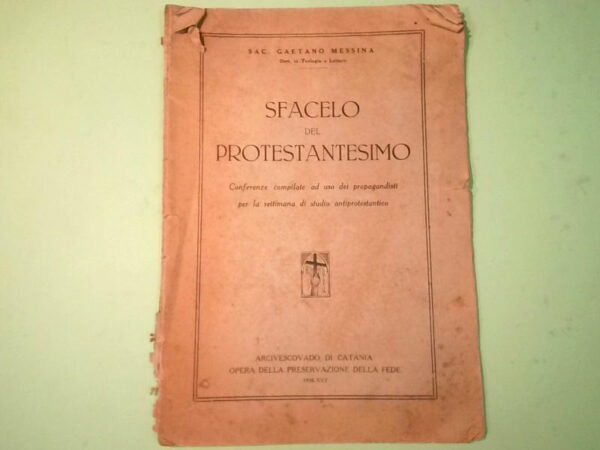 SAC. GAETANO MESSINA
Dott. in Teologia e Lettere
SFACELO
DEL
PROTESTANTESIMO
Conferenze compilate ad uso dei propagandisti
per la settimana di studio antiprotestantico
ARCIVESCOVADO DI CATANIA
OPERA DELLA PRESERVAZIONE DELLA FEDE